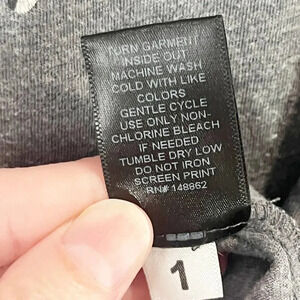 TURN GARMENT
INSIDE OUT
MACHINE WASH
COLD WITH LIKE
COLORS
GENTLE CYCLE
USE ONLY NON-
CHLORINE BLEACH
IF NEEDED
TUMBLE DRY LOW
DO NOT IRON
SCREEN PRINT
RN# 148862
1